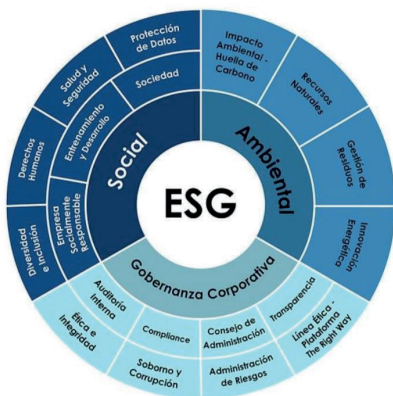 ESG
Social
Sociedad
Entrenamiento
y Desarrollo
Empresa
Socialmente
Responsable
Protección
de Datos
Salud y
Seguridad
Derechos
Humanos
Diversidad
e Inclusión
Ambiental
Impacto
Ambiental -
Huella de
Carbono
Recursos
Naturales
Gestión de
Residuos
Innovación
Energética
Gobernanza Corporativa
Auditoría
Interna
Compliance
Consejo de
Administración
Transparencia
Ética e
Integridad
Soborno y
Corrupción
Administración
de Riesgos
Línea Ética -
Plataforma
The Right Way